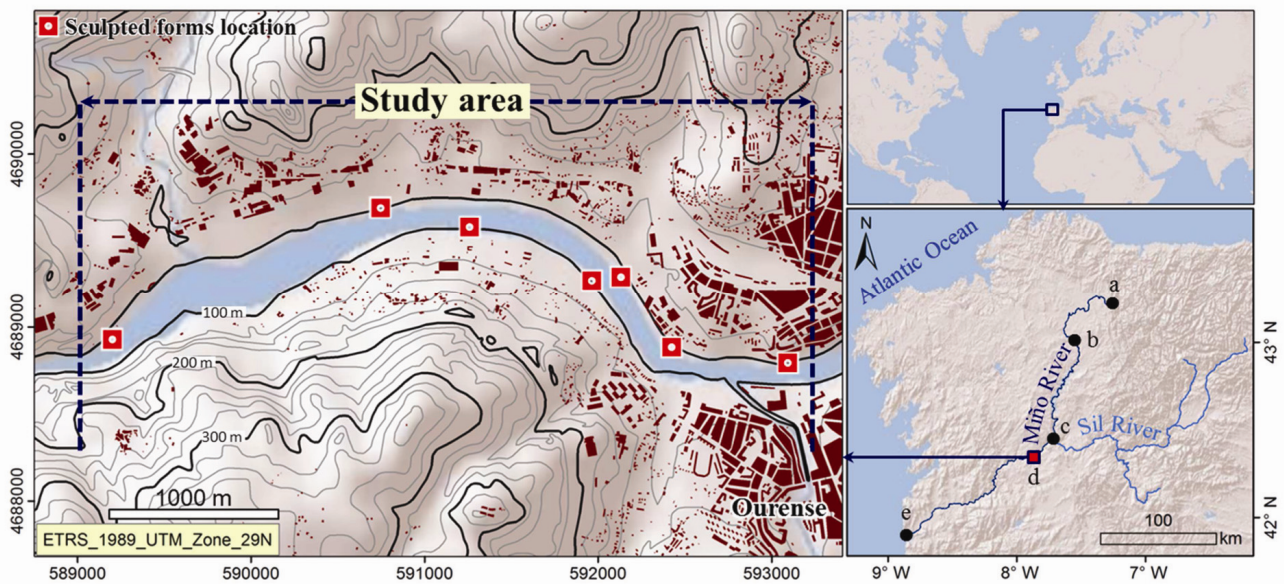 Sculpted forms location
Study area
4690000
4689000
4688000
100 m
200 m
300 m
1000 m
ETRS_1989_UTM_Zone_29N
Ourense
589000
590000
591000
592000
593000
N
Atlantic Ocean
a
b
Miño River
c
Sil River
d
e
100
km
43° N
42° N
9° W
8° W
7° W